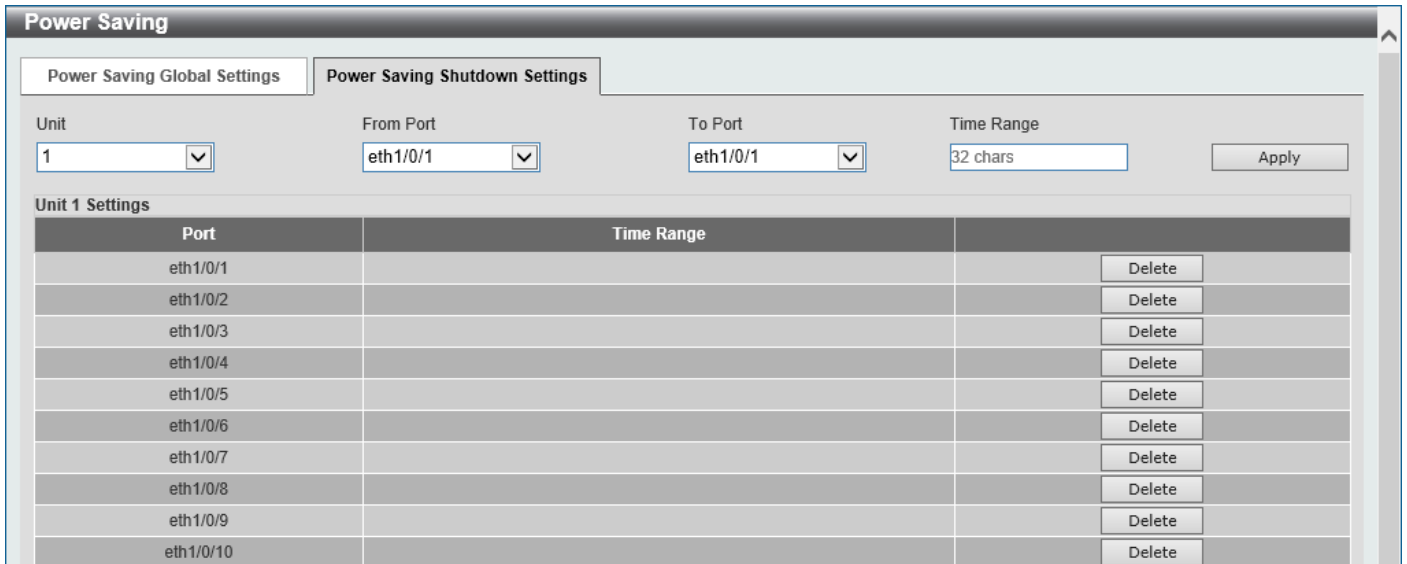 Power Saving
Power Saving Global Settings Power Saving Shutdown Settings
Unit From Port To Port Time Range
1 eth1/0/1 eth1/0/1 32 chars Apply
Unit 1 Settings
Port Time Range
eth1/0/1 Delete
eth1/0/2 Delete
eth1/0/3 Delete
eth1/0/4 Delete
eth1/0/5 Delete
eth1/0/6 Delete
eth1/0/7 Delete
eth1/0/8 Delete
eth1/0/9 Delete
eth1/0/10 Delete